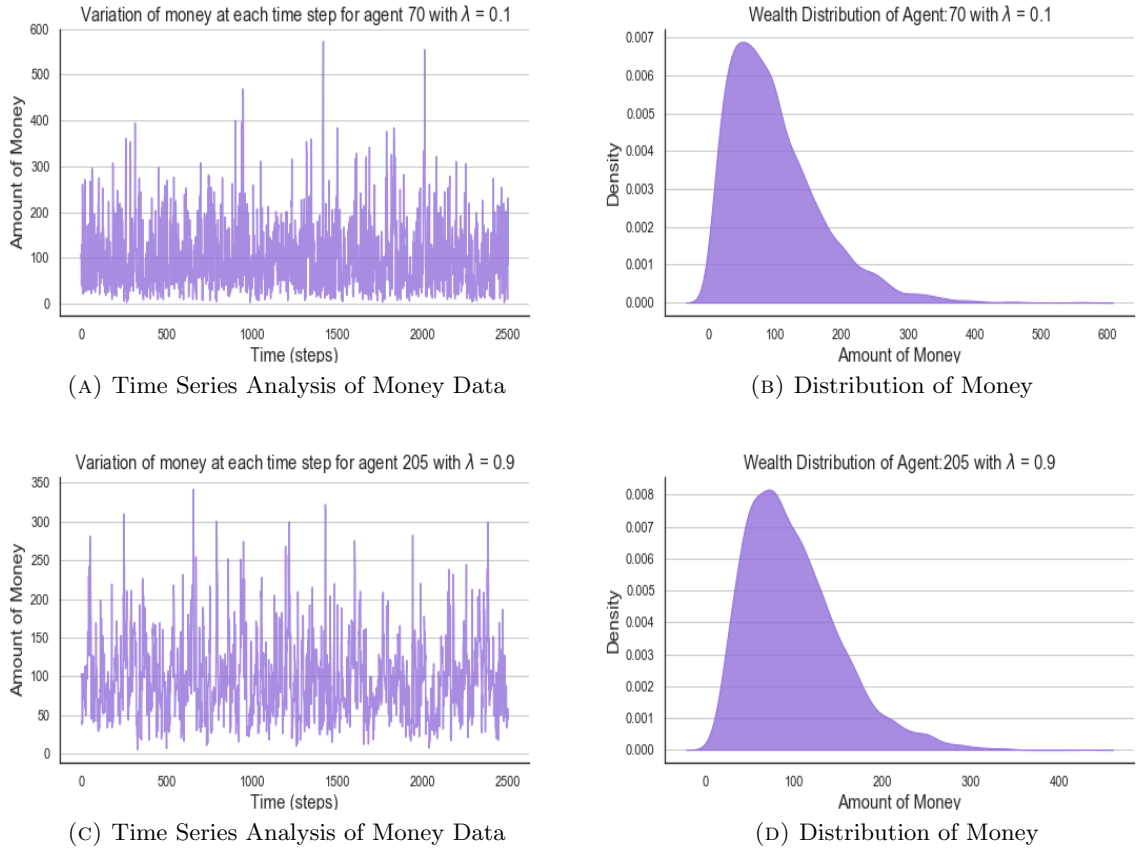 Variation of money at each time step for agent 70 with λ = 0.1
Amount of Money
600
500
400
300
200
100
0
0 500 1000 1500 2000 2500
Time (steps)
(A) Time Series Analysis of Money Data
Wealth Distribution of Agent:70 with λ = 0.1
Density
0.007
0.006
0.005
0.004
0.003
0.002
0.001
0.000
0 100 200 300 400 500 600
Amount of Money
(B) Distribution of Money
Variation of money at each time step for agent 205 with λ = 0.9
Amount of Money
350
300
250
200
150
100
50
0
0 500 1000 1500 2000 2500
Time (steps)
(C) Time Series Analysis of Money Data
Wealth Distribution of Agent:205 with λ = 0.9
Density
0.008
0.007
0.006
0.005
0.004
0.003
0.002
0.001
0.000
0 100 200 300 400
Amount of Money
(D) Distribution of Money